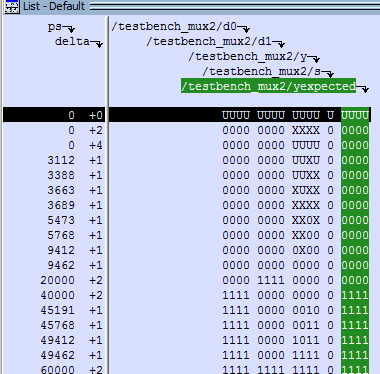 List - Default
ps
delta
/testbench_mux2/d0
/testbench_mux2/d1
/testbench_mux2/y
/testbench_mux2/s
/testbench_mux2/yexpected
0 +0 UUUU UUUU UUUU U UUUU
0 +2 0000 0000 XXXX 0 0000
0 +4 0000 0000 UUUU 0 0000
3112 +1 0000 0000 UUXU 0 0000
3388 +1 0000 0000 UUXX 0 0000
3663 +1 0000 0000 XUXX 0 0000
3689 +1 0000 0000 XXXX 0 0000
5473 +1 0000 0000 XX0X 0 0000
5768 +1 0000 0000 XX00 0 0000
9412 +1 0000 0000 0X00 0 0000
9462 +1 0000 0000 0000 0 0000
20000 +2 0000 1111 0000 0 0000
40000 +2 1111 0000 0000 0 1111
45191 +1 1111 0000 0010 0 1111
45768 +1 1111 0000 0011 0 1111
49412 +1 1111 0000 1011 0 1111
49462 +1 1111 0000 1111 0 1111
60000 +2 1111 1111 1111 0 1111